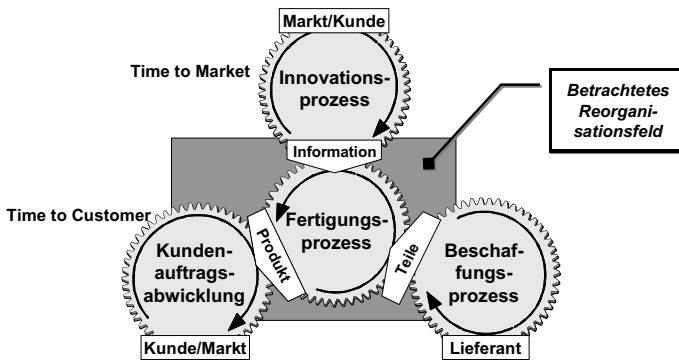 Markt/Kunde
Time to Market
Innovations-
prozess
Betrachtetes
Reorgani-
sationsfeld
Information
Time to Customer
Fertigungs-
prozess
Produkt
Teile
Kunden-
auftrags-
abwicklung
Beschaf-
fungs-
prozess
Kunde/Markt
Lieferant